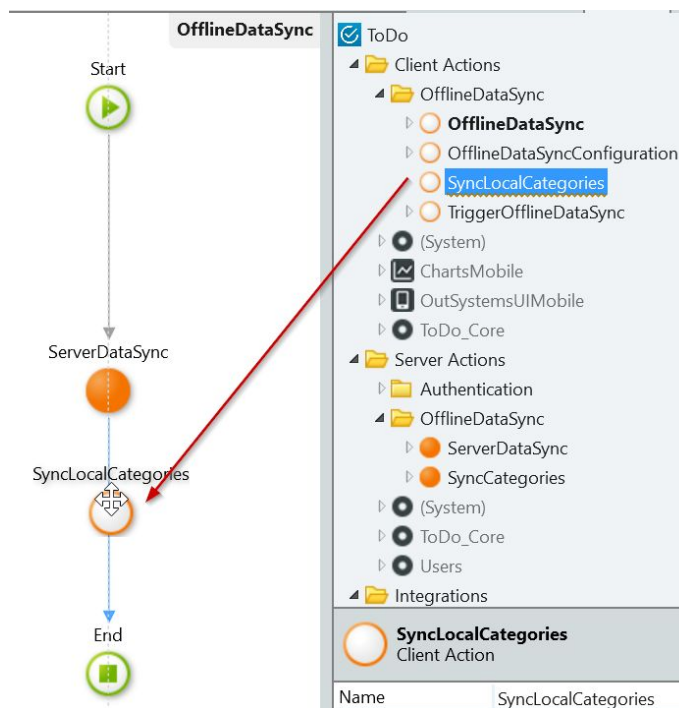 OfflineDataSync
Start
ServerDataSync
SyncLocalCategories
End
ToDo
Client Actions
OfflineDataSync
OfflineDataSync
OfflineDataSyncConfiguration
SyncLocalCategories
TriggerOfflineDataSync
(System)
ChartsMobile
OutSystemsUIMobile
ToDo_Core
Server Actions
Authentication
OfflineDataSync
ServerDataSync
SyncCategories
(System)
ToDo_Core
Users
Integrations
SyncLocalCategories
Client Action
Name SyncLocalCategories